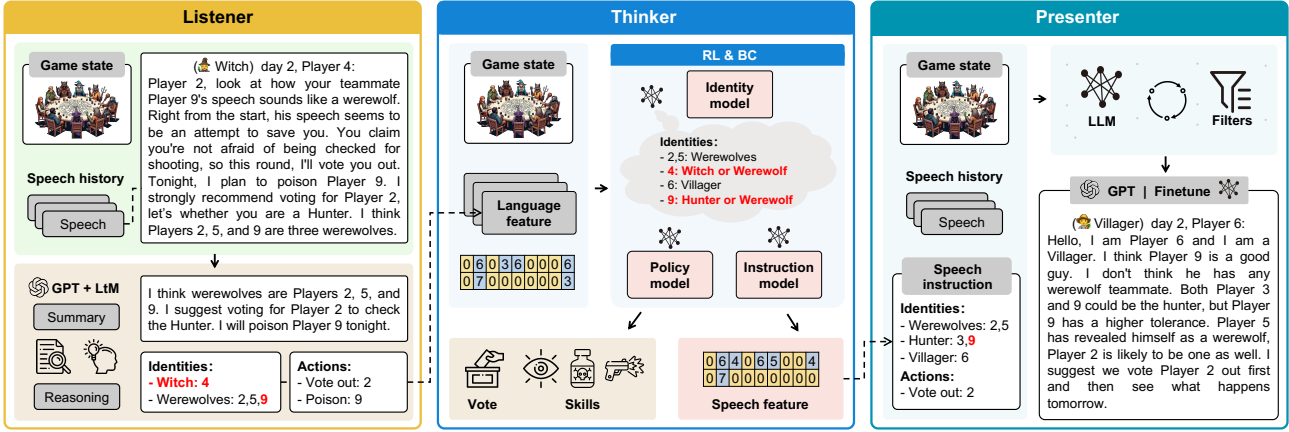 Listener
Game state
(Witch) day 2, Player 4:
Player 2, look at how your teammate
Player 9's speech sounds like a werewolf.
Right from the start, his speech seems to
be an attempt to save you. You claim
you're not afraid of being checked for
shooting, so this round, I'll vote you out.
Tonight, I plan to poison Player 9. I
strongly recommend voting for Player 2,
let's whether you are a Hunter. I think
Players 2, 5, and 9 are three werewolves.
Speech history
Speech
GPT + LtM
Summary
Reasoning
I think werewolves are Players 2, 5, and
9. I suggest voting for Player 2 to check
the Hunter. I will poison Player 9 tonight.
Identities:
- Witch: 4
- Werewolves: 2,5,9
Actions:
- Vote out: 2
- Poison: 9
Thinker
Game state
Language
feature
0 6 0 3 6 0 0 0 6
0 7 0 0 0 0 0 0 3
RL & BC
Identity
model
Identities:
- 2,5: Werewolves
- 4: Witch or Werewolf
- 6: Villager
- 9: Hunter or Werewolf
Policy
model
Instruction
model
Vote
Skills
0 6 4 0 6 5 0 0 4
0 7 0 0 0 0 0 0 0
Speech feature
Presenter
Game state
Speech history
Speech
Speech
instruction
Identities:
- Werewolves: 2,5
- Hunter: 3,9
- Villager: 6
Actions:
- Vote out: 2
LLM
Filters
GPT | Finetune
(Villager) day 2, Player 6:
Hello, I am Player 6 and I am a
Villager. I think Player 9 is a good
guy. I don't think he has any
werewolf teammate. Both Player 3
and 9 could be the hunter, but Player
9 has a higher tolerance. Player 5
has revealed himself as a werewolf,
Player 2 is likely to be one as well. I
suggest we vote Player 2 out first
and then see what happens
tomorrow.